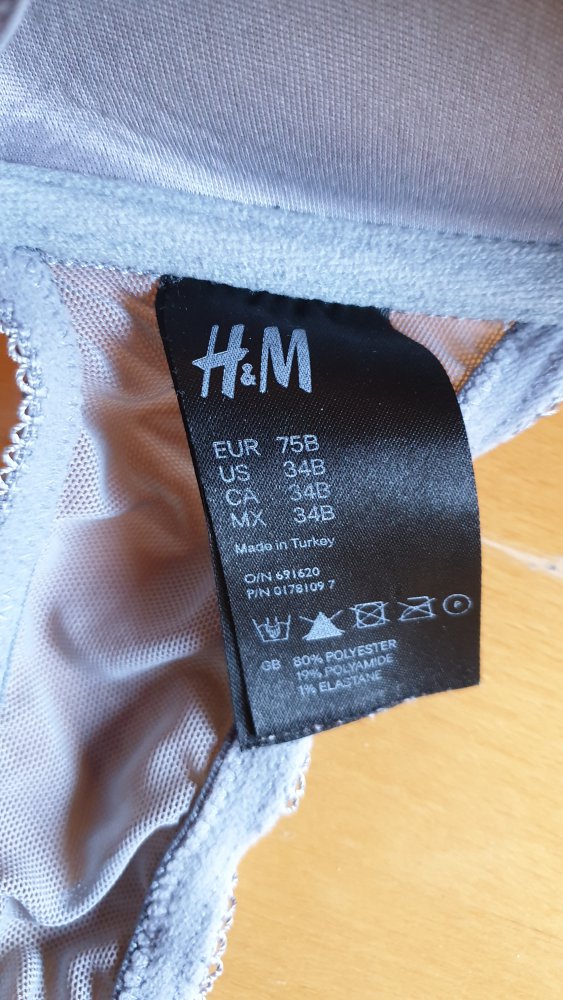 H&M
EUR 75B
US 34B
CA 34B
MX 34B
Made in Turkey
O/N 691620
P/N 0178109 7
GB 80% POLYESTER
19% POLYAMIDE
1% ELASTANE